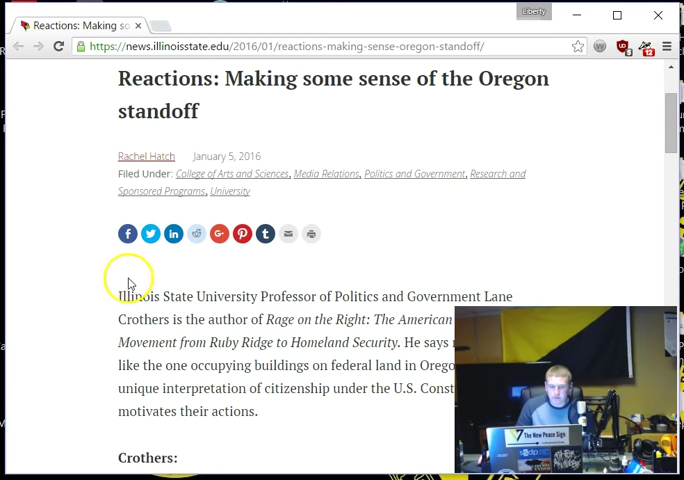 Liberty
Reactions: Making so
https://news.illinoisstate.edu/2016/01/reactions-making-sense-oregon-standoff/
Reactions: Making some sense of the Oregon
standoff
Rachel Hatch January 5, 2016
Filed Under: College of Arts and Sciences, Media Relations, Politics and Government, Research and
Sponsored Programs, University
Illinois State University Professor of Politics and Government Lane
Crothers is the author of Rage on the Right: The American
Movement from Ruby Ridge to Homeland Security. He says
like the one occupying buildings on federal land in Orego
unique interpretation of citizenship under the U.S. Const
motivates their actions.
Crothers:
V7 The New Peace Sign